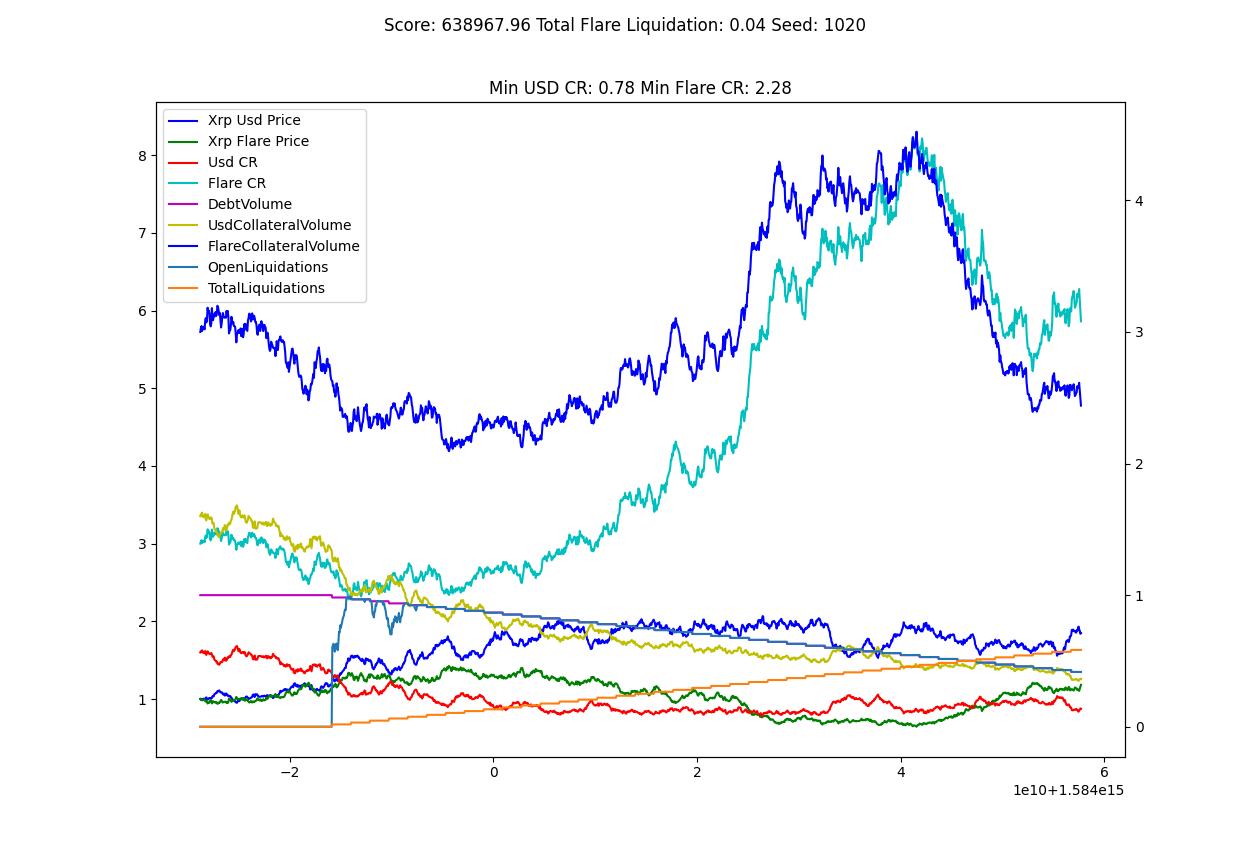 Score: 638967.96 Total Flare Liquidation: 0.04 Seed: 1020
Min USD CR: 0.78 Min Flare CR: 2.28
Xrp Usd Price
Xrp Flare Price
Usd CR
Flare CR
DebtVolume
UsdCollateralVolume
FlareCollateralVolume
OpenLiquidations
TotalLiquidations
8
7
6
5
4
3
2
1
4
3
2
1
0
−2
0
2
4
6
1e10+1.584e15